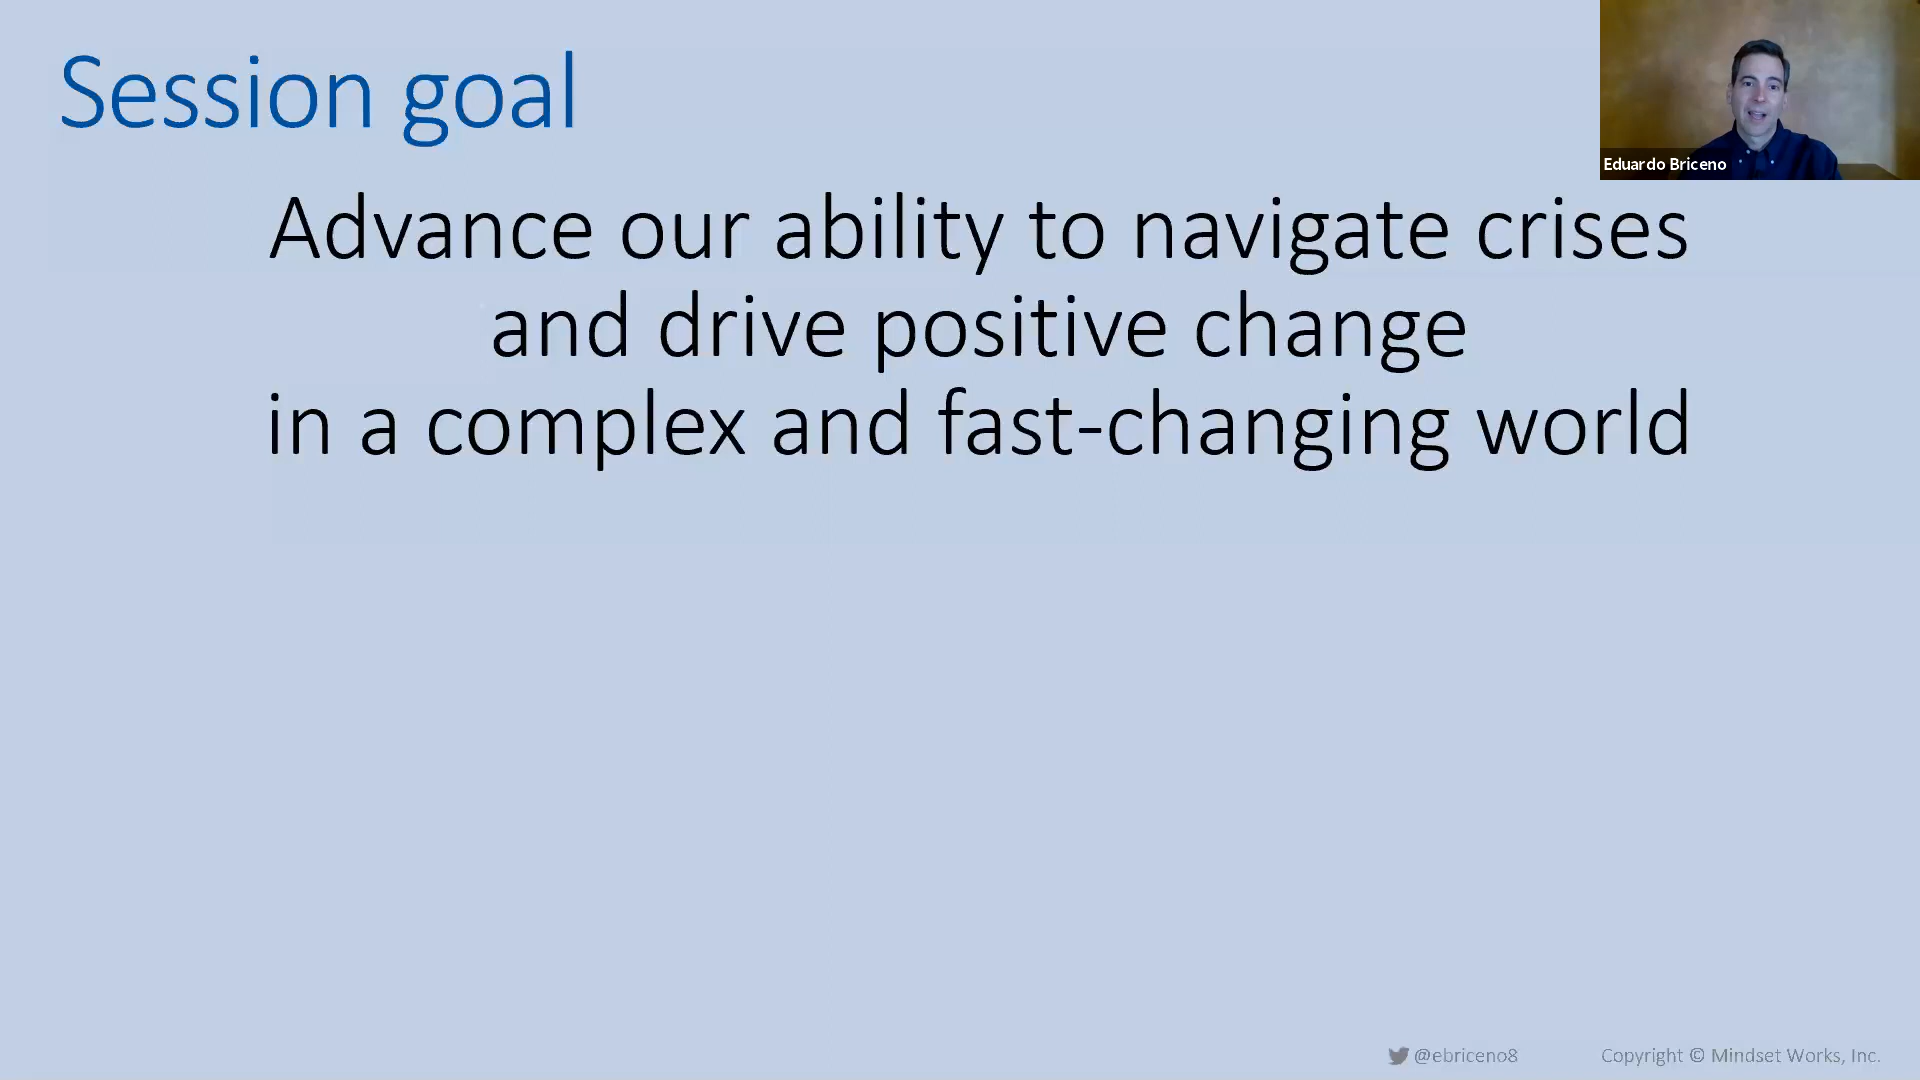 Session goal
Eduardo Briceno
Advance our ability to navigate crises
and drive positive change
in a complex and fast-changing world
@ebriceno8
Copyright © Mindset Works, Inc.